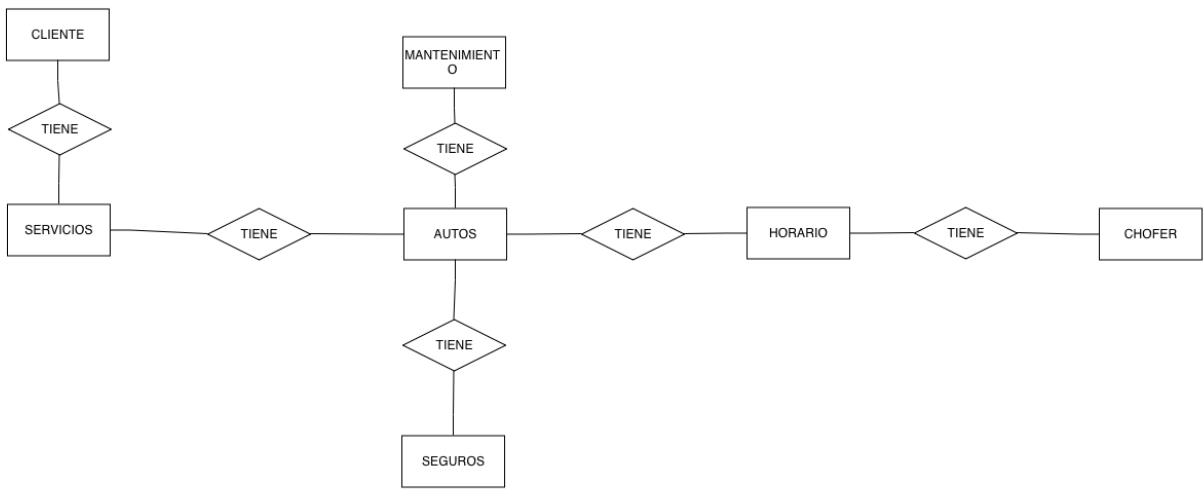 CLIENTE
MANTENIMIENT
O
TIENE
TIENE
SERVICIOS
TIENE
AUTOS
TIENE
HORARIO
TIENE
CHOFER
TIENE
SEGUROS